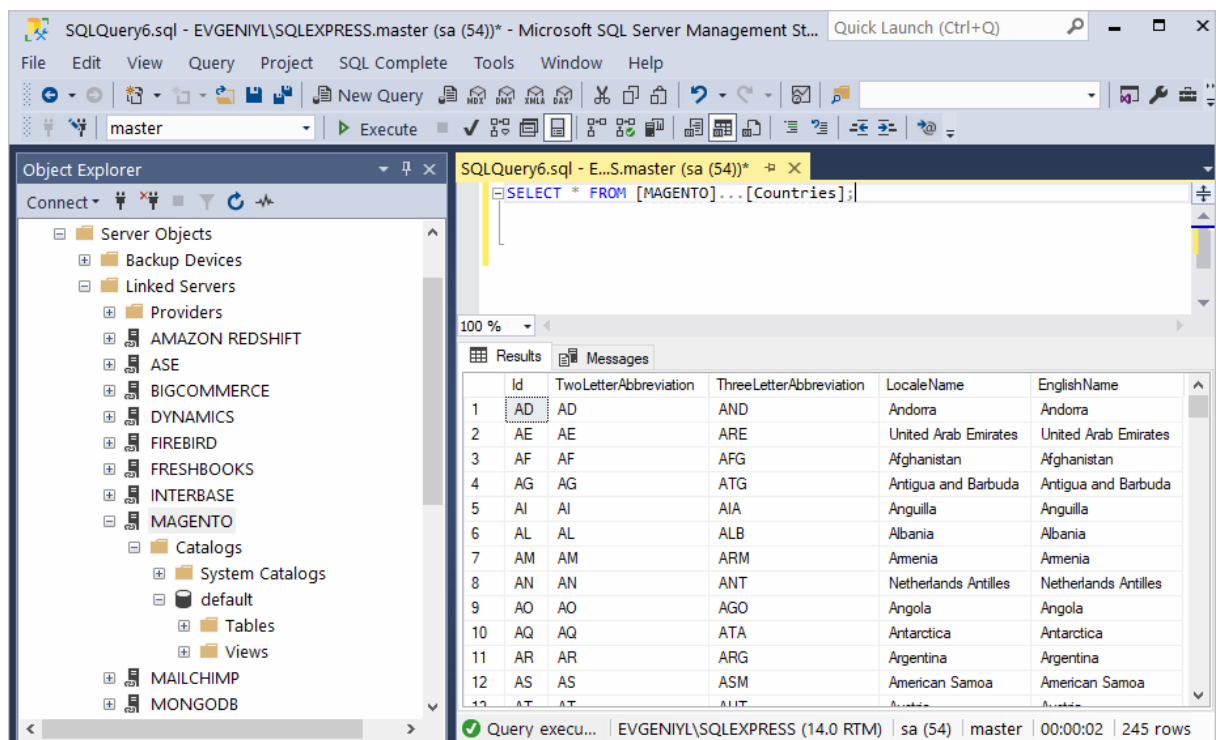 SQLQuery6.sql - EVGENIYL\SQLEXPRESS.master (sa (54))* - Microsoft SQL Server Management St...
Quick Launch (Ctrl+Q)
File Edit View Query Project SQL Complete Tools Window Help
New Query MDX DMX XMLA DAX
master Execute
Object Explorer
Connect
Server Objects
Backup Devices
Linked Servers
Providers
AMAZON REDSHIFT
ASE
BIGCOMMERCE
DYNAMICS
FIREBIRD
FRESHBOOKS
INTERBASE
MAGENTO
Catalogs
System Catalogs
default
Tables
Views
MAILCHIMP
MONGODB
SQLQuery6.sql - E...S.master (sa (54))*
SELECT * FROM [MAGENTO]...[Countries];
100 %
Results Messages
Id TwoLetterAbbreviation ThreeLetterAbbreviation LocaleName EnglishName
1 AD AD AND Andorra Andorra
2 AE AE ARE United Arab Emirates United Arab Emirates
3 AF AF AFG Afghanistan Afghanistan
4 AG AG ATG Antigua and Barbuda Antigua and Barbuda
5 AI AI AIA Anguilla Anguilla
6 AL AL ALB Albania Albania
7 AM AM ARM Armenia Armenia
8 AN AN ANT Netherlands Antilles Netherlands Antilles
9 AO AO AGO Angola Angola
10 AQ AQ ATA Antarctica Antarctica
11 AR AR ARG Argentina Argentina
12 AS AS ASM American Samoa American Samoa
Query execu... EVGENIYL\SQLEXPRESS (14.0 RTM) sa (54) master 00:00:02 245 rows